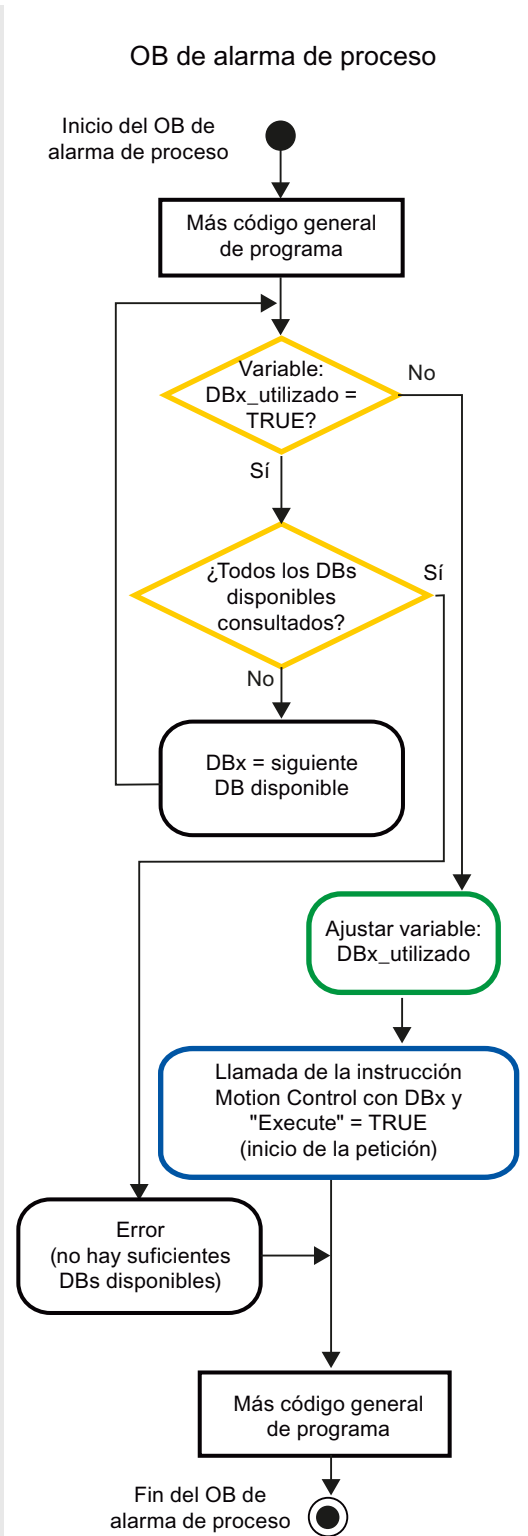 OB de alarma de proceso
Inicio del OB de
alarma de proceso
Más código general
de programa
Variable:
DBx_utilizado =
TRUE?
No
Sí
¿Todos los DBs
disponibles
consultados?
Sí
No
DBx = siguiente
DB disponible
Ajustar variable:
DBx_utilizado
Llamada de la instrucción
Motion Control con DBx y
"Execute" = TRUE
(inicio de la petición)
Error
(no hay suficientes
DBs disponibles)
Más código general
de programa
Fin del OB de
alarma de proceso